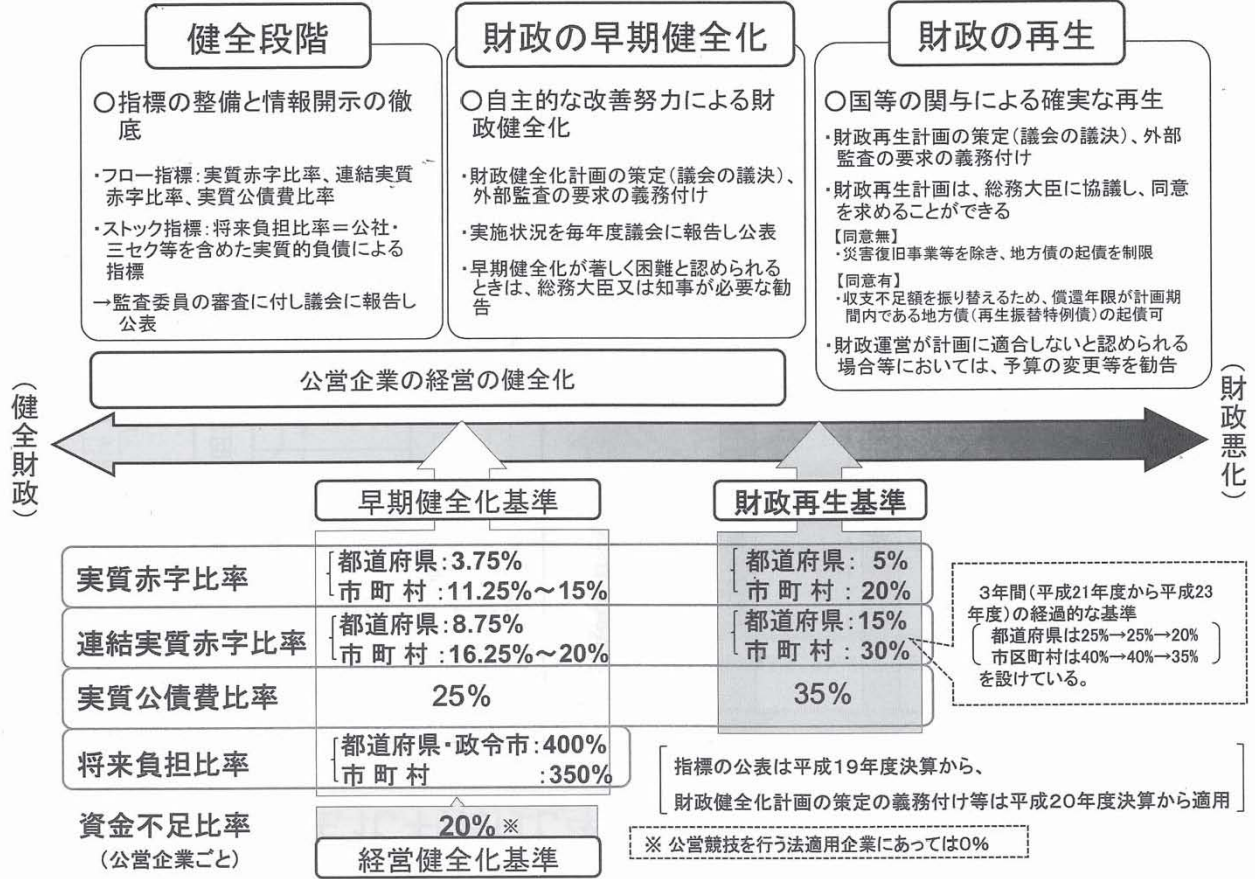 健全段階
○指標の整備と情報開示の徹
底
・フロー指標：実質赤字比率、連結実質
赤字比率、実質公債費比率
・ストック指標：将来負担比率＝公社・
三セク等を含めた実質的負債による
指標
→監査委員の審査に付し議会に報告し
公表
財政の早期健全化
○自主的な改善努力による財
政健全化
・財政健全化計画の策定（議会の議決）、
外部監査の要求の義務付け
・実施状況を毎年度議会に報告し公表
・早期健全化が著しく困難と認められる
ときは、総務大臣又は知事が必要な勧
告
財政の再生
○国等の関与による確実な再生
・財政再生計画の策定（議会の議決）、外部
監査の要求の義務付け
・財政再生計画は、総務大臣に協議し、同意
を求めることができる
【同意無】
・災害復旧事業等を除き、地方債の起債を制限
【同意有】
・収支不足額を振り替えるため、償還年限が計画期
間内である地方債（再生振替特例債）の起債可
・財政運営が計画に適合しないと認められる
場合等においては、予算の変更等を勧告
公営企業の経営の健全化
（健全財政）
（財政悪化）
早期健全化基準
財政再生基準
実質赤字比率
都道府県：3.75%
市町村：11.25%～15%
都道府県： 5%
市町村： 20%
連結実質赤字比率
都道府県：8.75%
市町村：16.25%～20%
都道府県：15%
市町村： 30%
3年間（平成21年度から平成23
年度）の経過的な基準
都道府県は25%→25%→20%
市区町村は40%→40%→35%
を設けている。
実質公債費比率
25%
35%
将来負担比率
都道府県・政令市：400%
市町村 ：350%
指標の公表は平成19年度決算から、
財政健全化計画の策定の義務付け等は平成20年度決算から適用
資金不足比率
（公営企業ごと）
20% ※
経営健全化基準
※ 公営競技を行う法適用企業にあっては0%